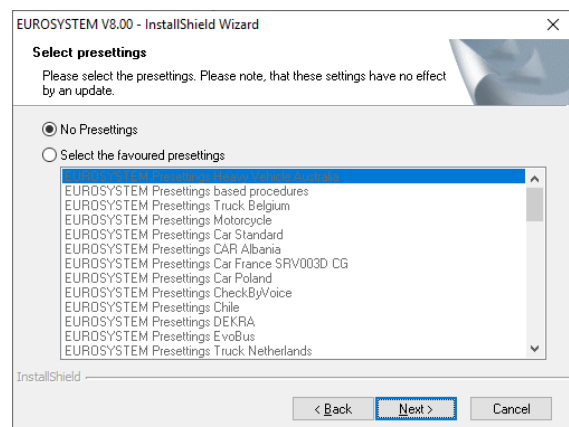 EUROSYSTEM V8.00 - InstallShield Wizard
Select presettings
Please select the presettings. Please note, that these settings have no effect
by an update.
No Presettings
Select the favoured presettings
EUROSYSTEM Presettings Heavy Vehicle Australia
EUROSYSTEM Presettings based procedures
EUROSYSTEM Presettings Truck Belgium
EUROSYSTEM Presettings Motorcycle
EUROSYSTEM Presettings Car Standard
EUROSYSTEM Presettings CAR Albania
EUROSYSTEM Presettings Car France SRV003D CG
EUROSYSTEM Presettings Car Poland
EUROSYSTEM Presettings CheckByVoice
EUROSYSTEM Presettings Chile
EUROSYSTEM Presettings DEKRA
EUROSYSTEM Presettings EvoBus
EUROSYSTEM Presettings Truck Netherlands
InstallShield
< Back
Next >
Cancel